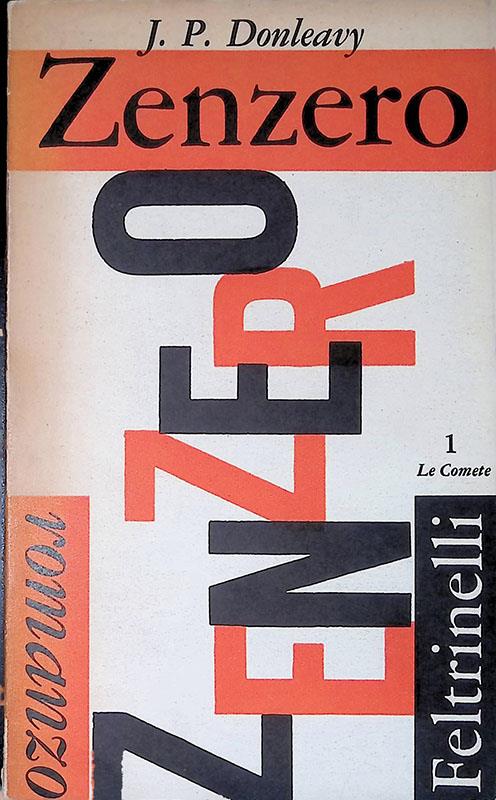 J. P. Donleavy
Zenzero
ZENZERO
1
Le Comete
romanzo
Feltrinelli